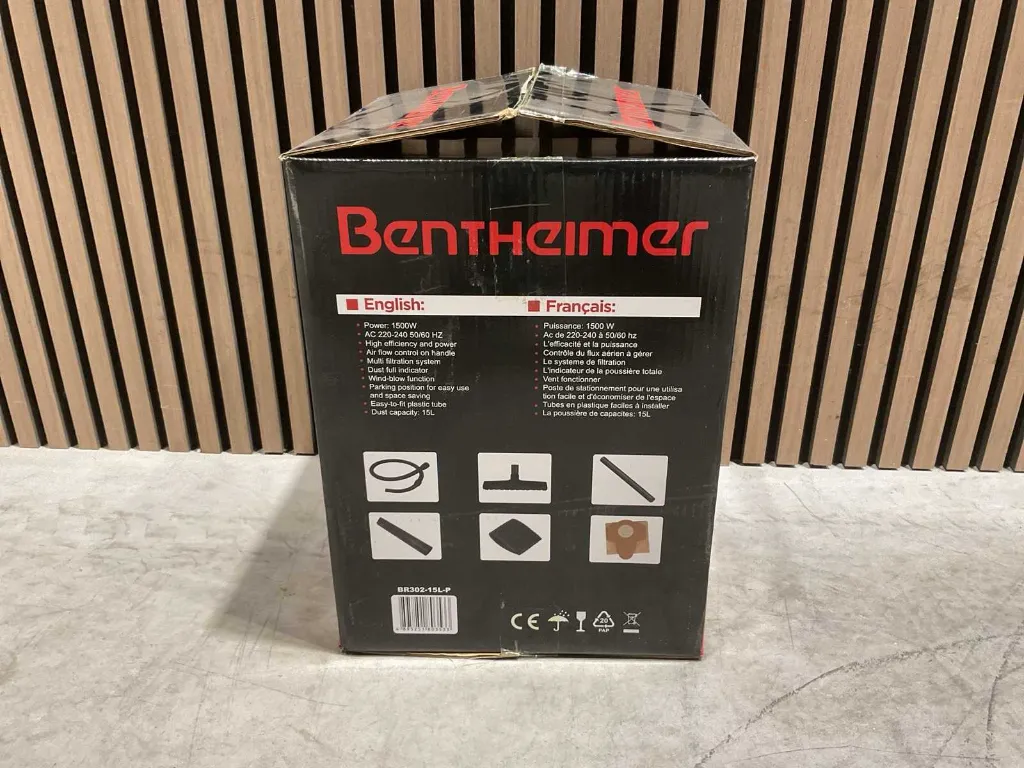 Bentheimer
English:
Power: 1500W
AC 220-240 50/60 HZ
High efficiency and power
Air flow control on handle
Multi filtration system
Dust full indicator
Wind-blow function
Parking position for easy use
and space saving
Easy-to-fit plastic tube
Dust capacity: 15L
Français:
Puissance: 1500 W
Ac de 220-240 à 50/60 hz
L'efficacité et la puissance
Contrôle du flux aérien à gérer
Le systeme de filtration
L'indicateur de la poussière totale
Vent fonctionner
Poste de stationnement pour une utilisa
tion facile et d'économiser de l'espace
Tubes en plastique faciles à installer
La poussière de capacites: 15L
BR302-15L-P
CE
20
PAP